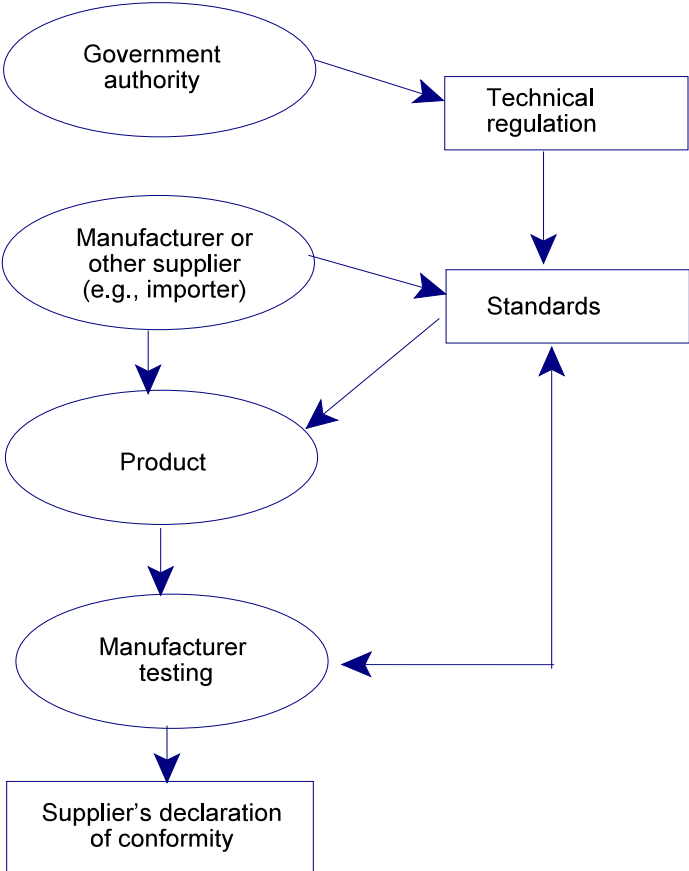 Government
authority
Technical
regulation
Manufacturer or
other supplier
(e.g., importer)
Standards
Product
Manufacturer
testing
Supplier’s declaration
of conformity